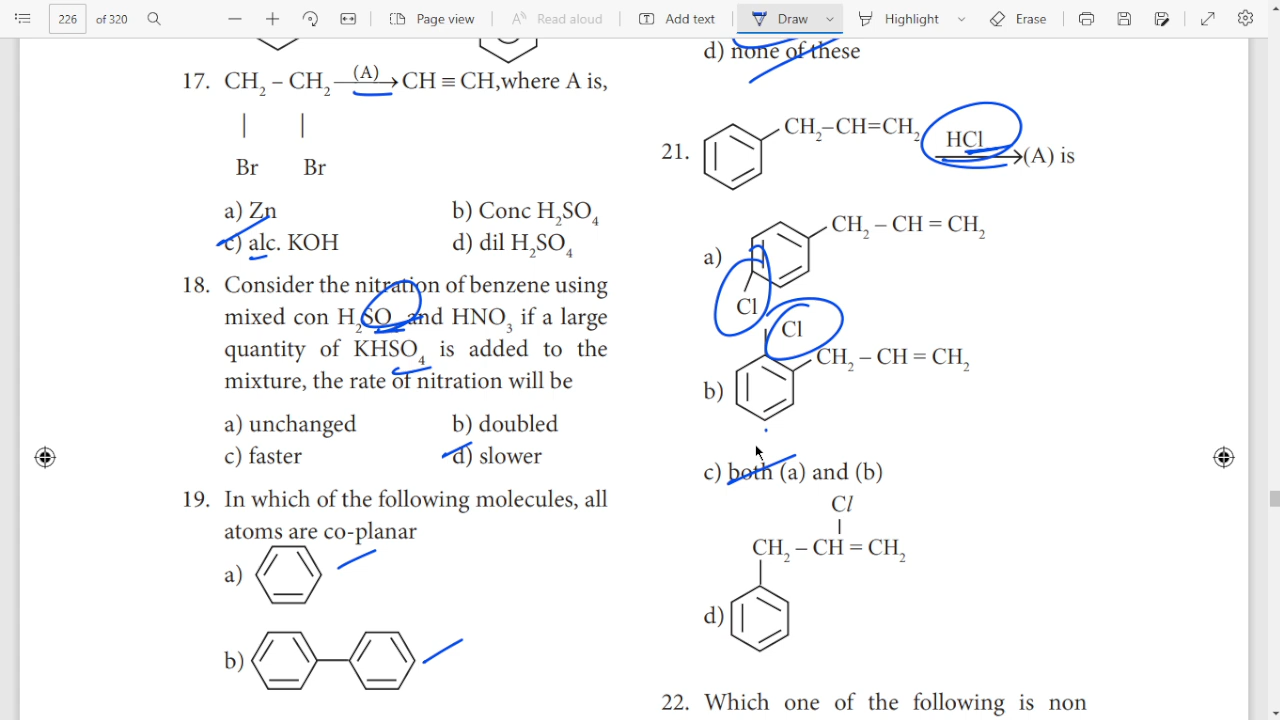 226 of 320 Page view Read aloud Add text Draw Highlight Erase
17. CH₂ – CH₂ (A) CH ≡ CH,where A is,
| |
Br Br
a) Zn b) Conc H₂SO₄
c) alc. KOH d) dil H₂SO₄
18. Consider the nitration of benzene using
mixed con H₂SO₄ and HNO₃ if a large
quantity of KHSO₄ is added to the
mixture, the rate of nitration will be
a) unchanged b) doubled
c) faster d) slower
19. In which of the following molecules, all
atoms are co-planar
a)
b)
d) none of these
21. CH₂–CH=CH₂ HCl (A) is
a) CH₂ – CH = CH₂
Cl
Cl
b) CH₂ – CH = CH₂
c) both (a) and (b)
Cl
|
CH₂ – CH = CH₂
d)
22. Which one of the following is non